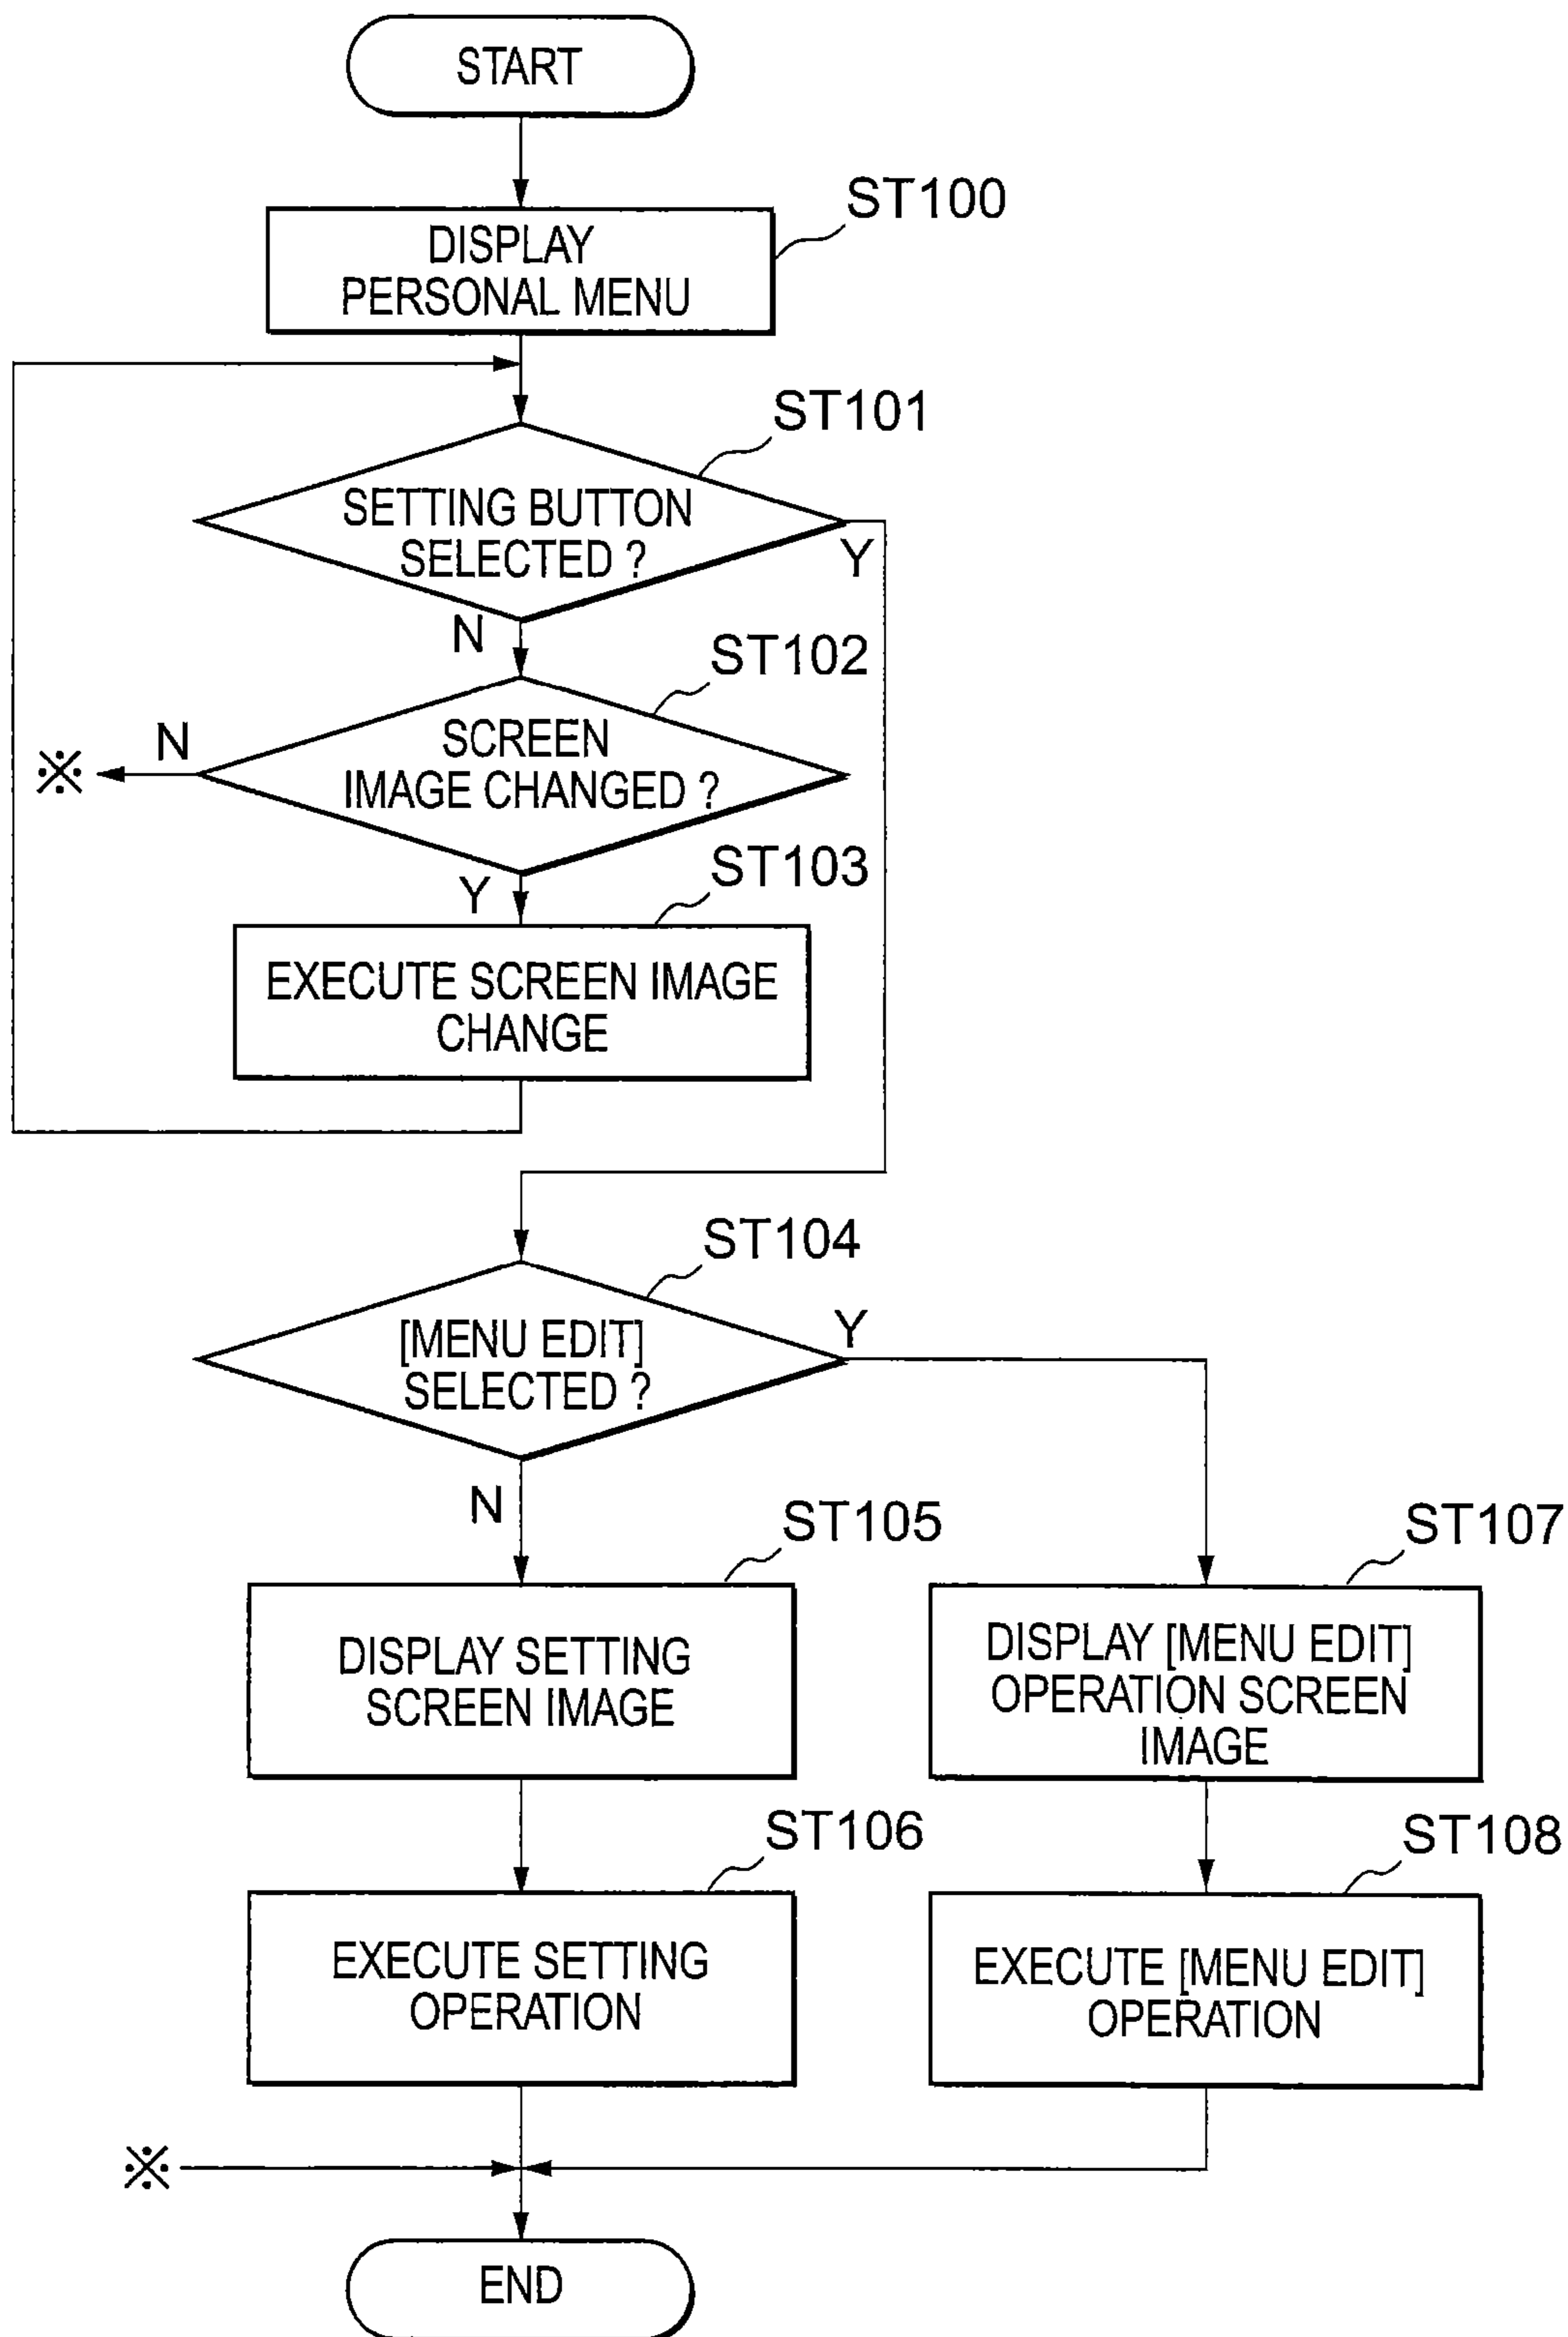 START
ST100
DISPLAY
PERSONAL MENU
ST101
SETTING BUTTON
SELECTED ?
Y
N
ST102
SCREEN
IMAGE CHANGED ?
N
※
Y
ST103
EXECUTE SCREEN IMAGE
CHANGE
ST104
[MENU EDIT]
SELECTED ?
Y
N
ST105
DISPLAY SETTING
SCREEN IMAGE
ST107
DISPLAY [MENU EDIT]
OPERATION SCREEN
IMAGE
ST106
EXECUTE SETTING
OPERATION
ST108
EXECUTE [MENU EDIT]
OPERATION
※
END